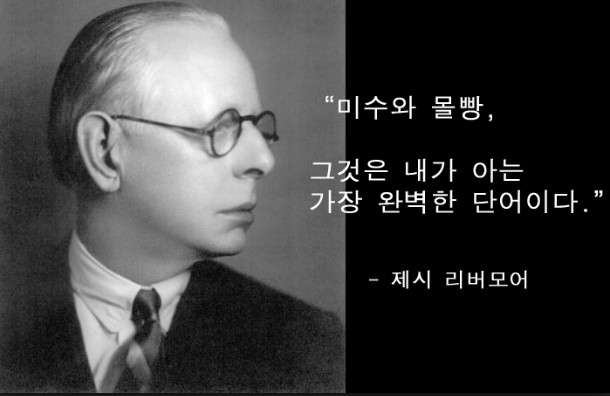 “미수와 몰빵,
그것은 내가 아는
가장 완벽한 단어이다.”
- 제시 리버모어